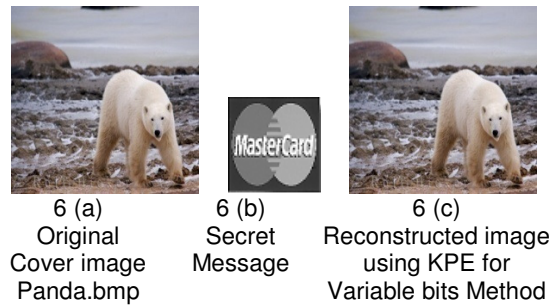 MasterCard
6 (a)
Original
Cover image
Panda.bmp
6 (b)
Secret
Message
6 (c)
Reconstructed image
using KPE for
Variable bits Method